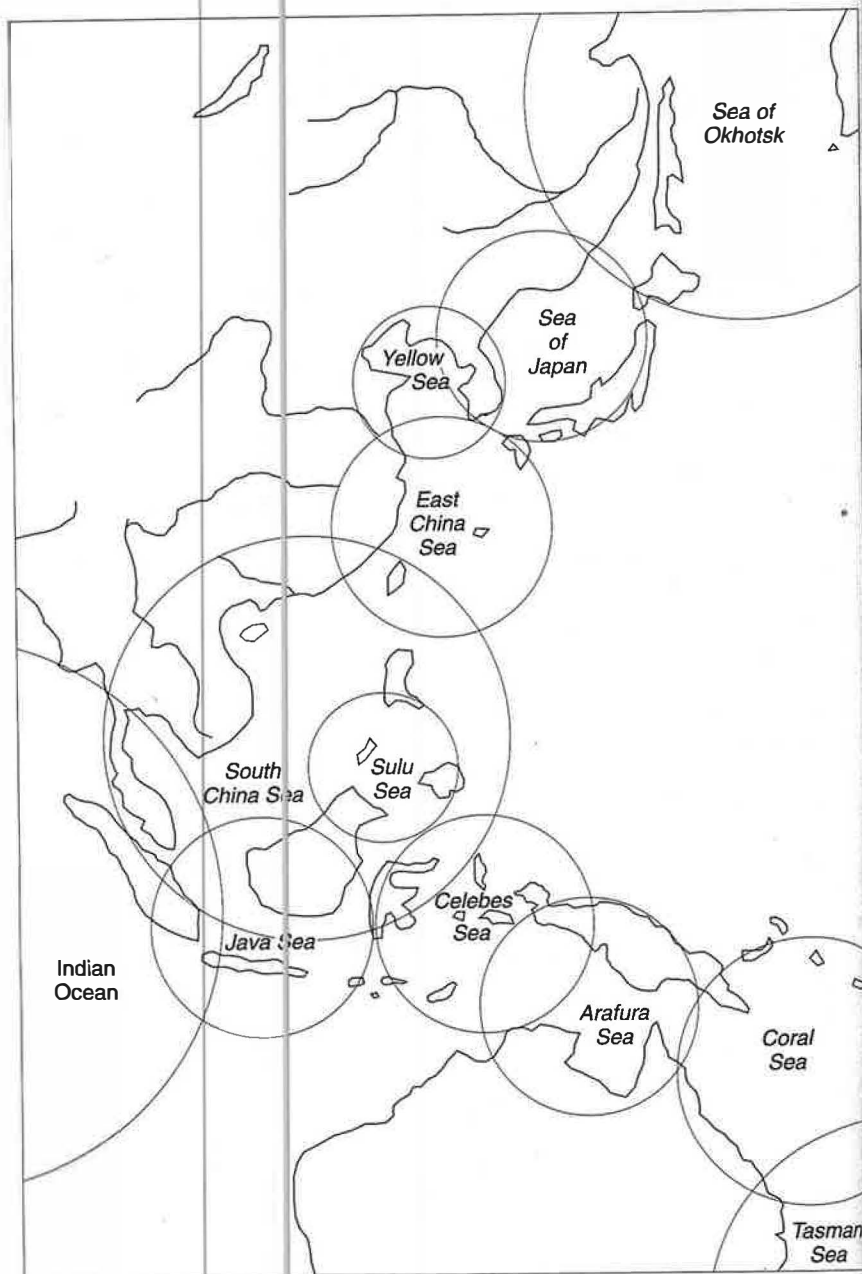 Sea of
Okhotsk
Sea
of
Japan
Yellow
Sea
East
China
Sea
South
China Sea
Sulu
Sea
Celebes
Sea
Java Sea
Indian
Ocean
Arafura
Sea
Coral
Sea
Tasman
Sea